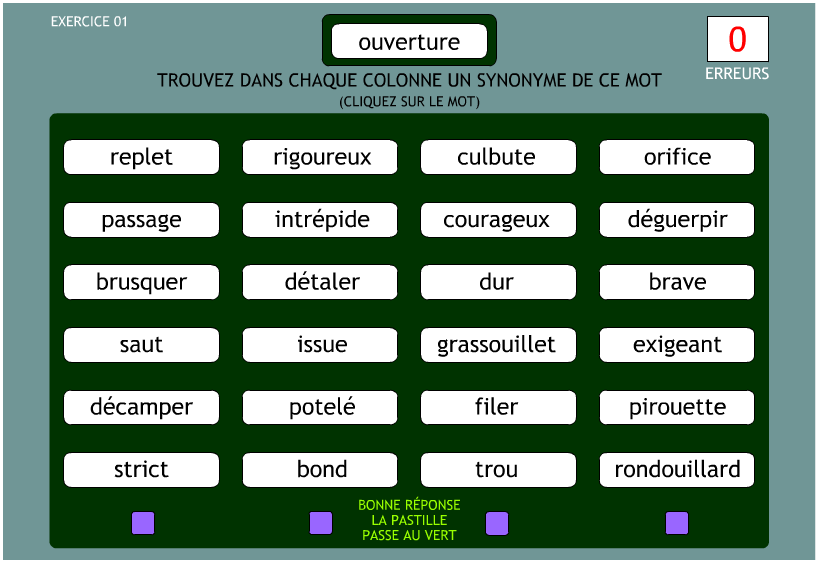 EXERCICE 01
ouverture
0
ERREURS
TROUVEZ DANS CHAQUE COLONNE UN SYNONYME DE CE MOT
(CLIQUEZ SUR LE MOT)
replet rigoureux culbute orifice
passage intrépide courageux déguerpir
brusquer détaler dur brave
saut issue grassouillet exigeant
décamper potelé filer pirouette
strict bond trou rondouillard
BONNE RÉPONSE
LA PASTILLE
PASSE AU VERT